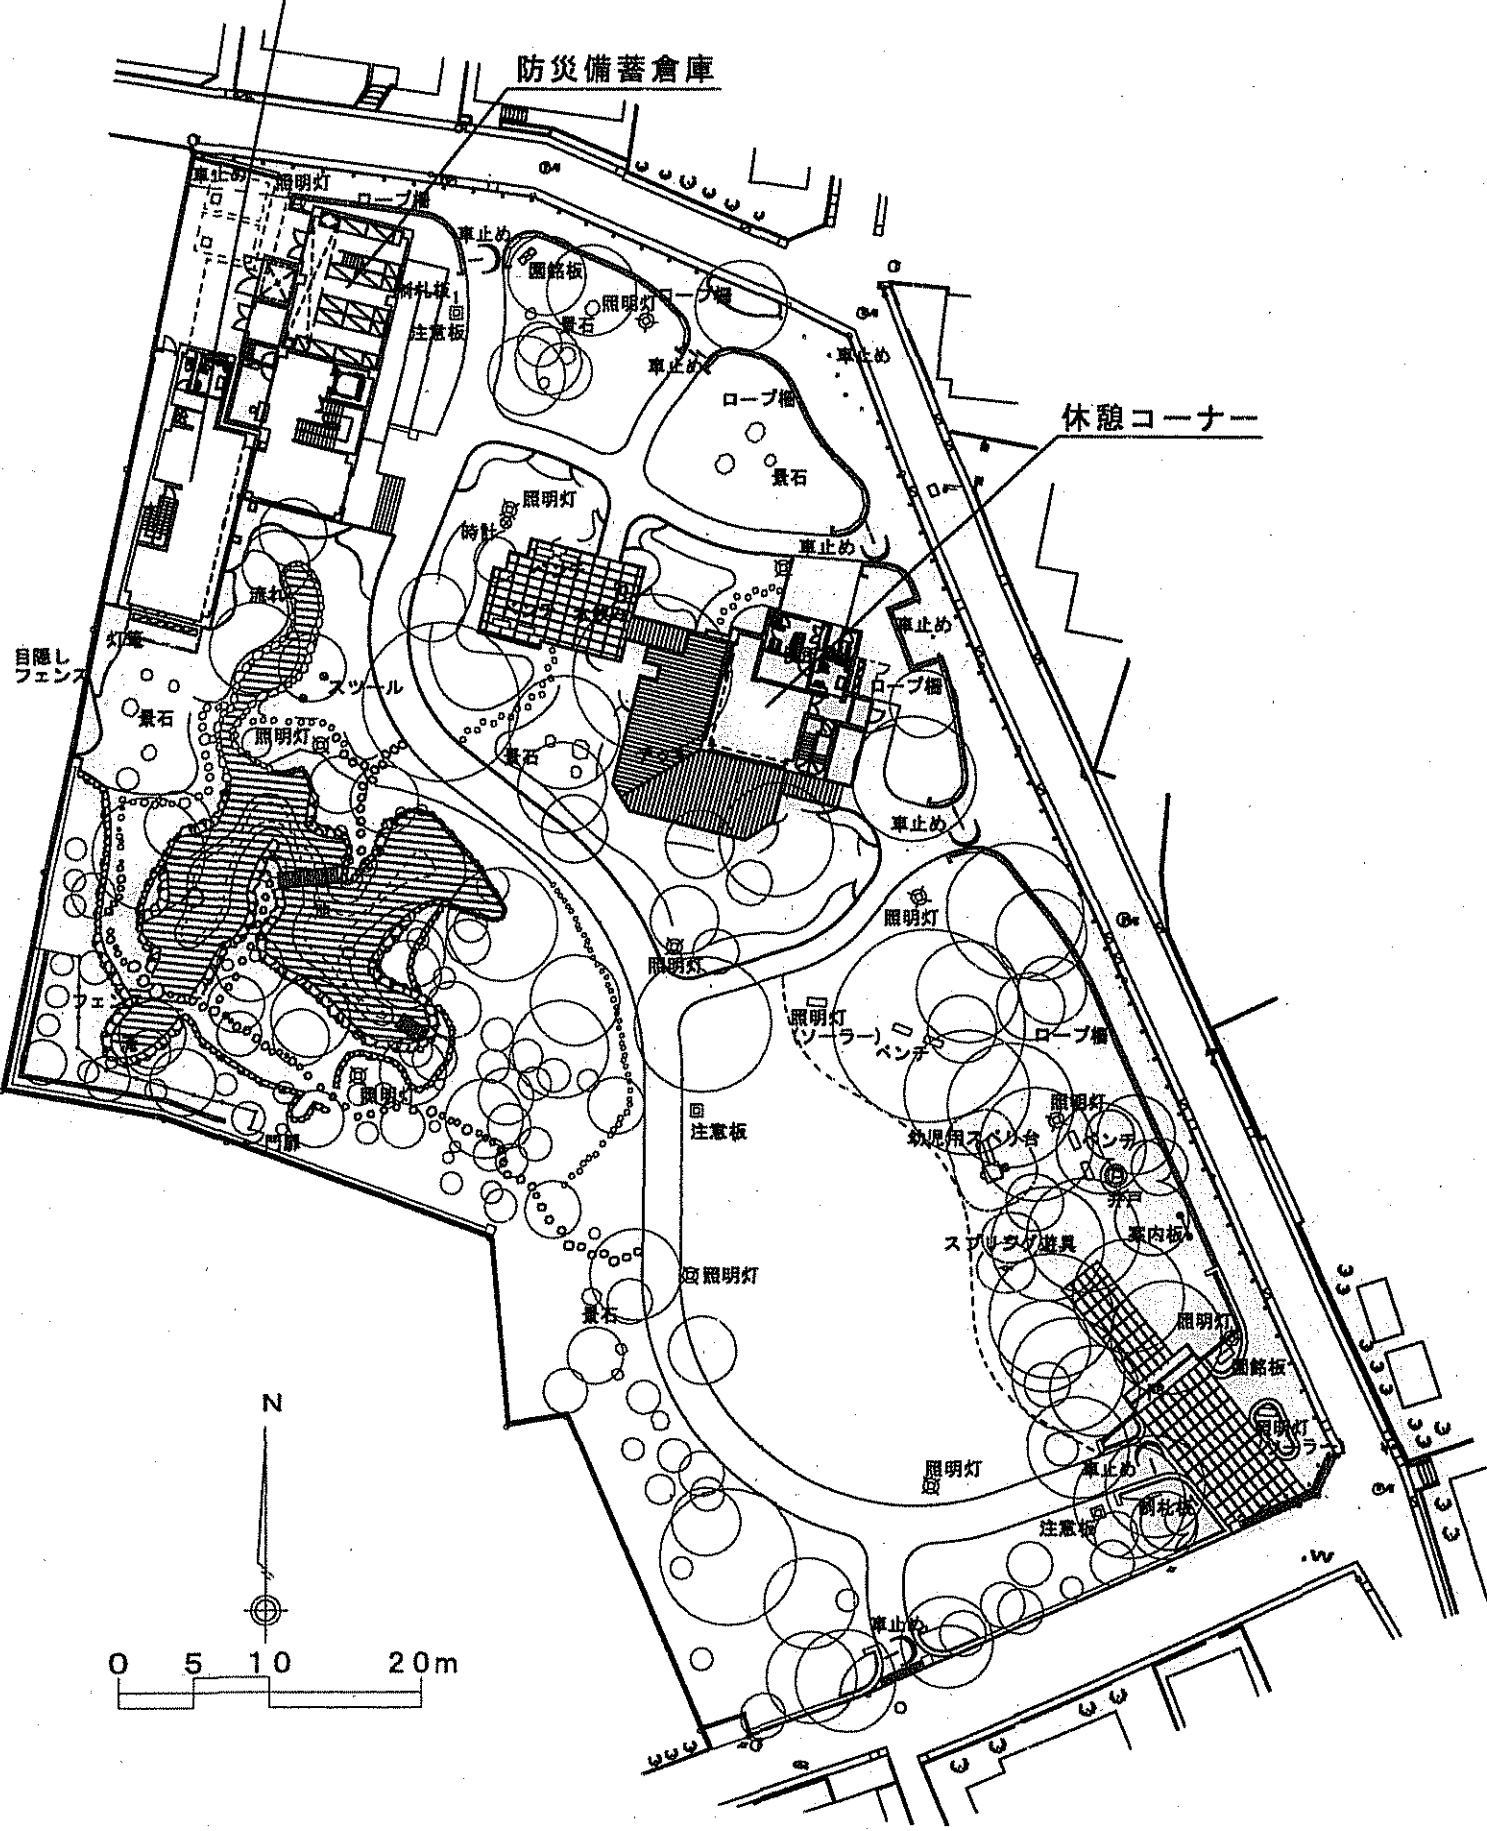 防災備蓄倉庫
車止め
照明灯
ロープ柵
車止め
園銘板
制札板
注意板
照明灯
ロープ柵
景石
車止め
車止め
ロープ柵
休憩コーナー
景石
照明灯
時計
車止め
流れ
車止め
灯篭
目隠し
フェンス
スツール
ロープ柵
景石
照明灯
景石
車止め
池
照明灯
照明灯
フェンス
照明灯
(ソーラー)
ベンチ
ロープ柵
照明灯
照明灯
門扉
注意板
幼児用スベリ台
ベンチ
井戸
案内板
スプリング遊具
照明灯
景石
照明灯
園銘板
門
照明灯
ソーラー
車止め
照明灯
制札板
注意板
車止め
N
0 5 10 20m